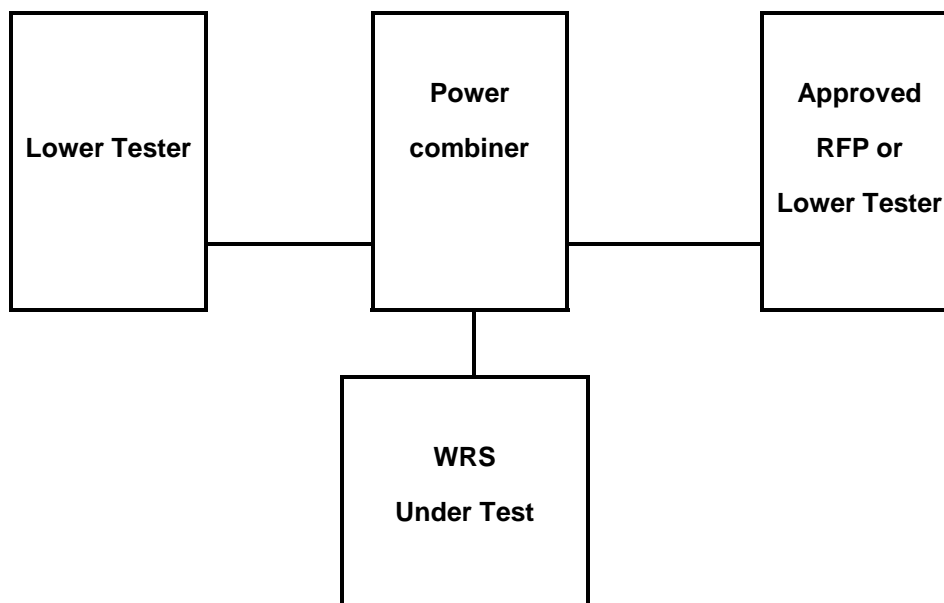 Lower Tester
Power
combiner
Approved
RFP or
Lower Tester
WRS
Under Test